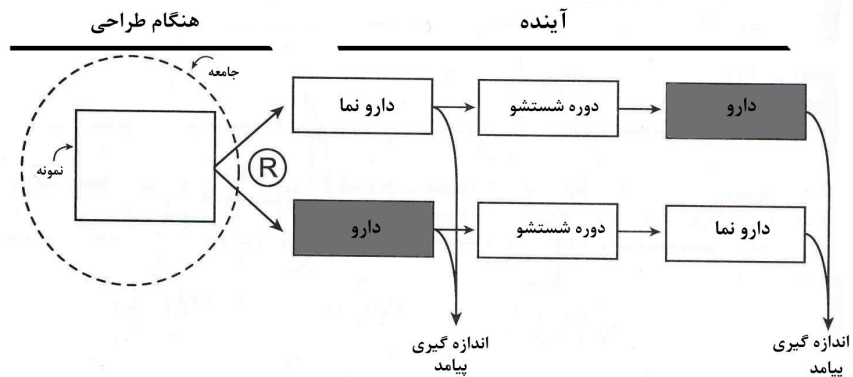 هنگام طراحی
آینده
جامعه
نمونه
R
دارو نما
دوره شستشو
دارو
دارو
دوره شستشو
دارو نما
اندازه گیری
پیامد
اندازه گیری
پیامد